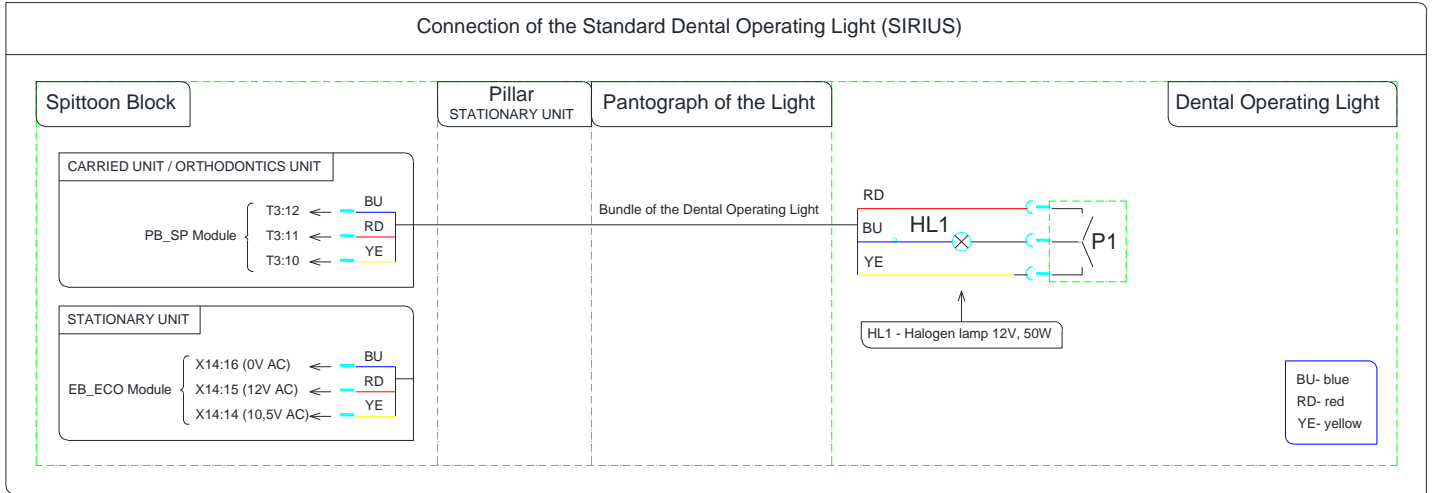 Connection of the Standard Dental Operating Light (SIRIUS)
Spittoon Block
Pillar
STATIONARY UNIT
Pantograph of the Light
Dental Operating Light
CARRIED UNIT / ORTHODONTICS UNIT
PB_SP Module
T3:12
BU
T3:11
RD
T3:10
YE
Bundle of the Dental Operating Light
RD
BU
HL1
YE
P1
HL1 - Halogen lamp 12V, 50W
STATIONARY UNIT
EB_ECO Module
X14:16 (0V AC)
BU
X14:15 (12V AC)
RD
X14:14 (10,5V AC)
YE
BU- blue
RD- red
YE- yellow